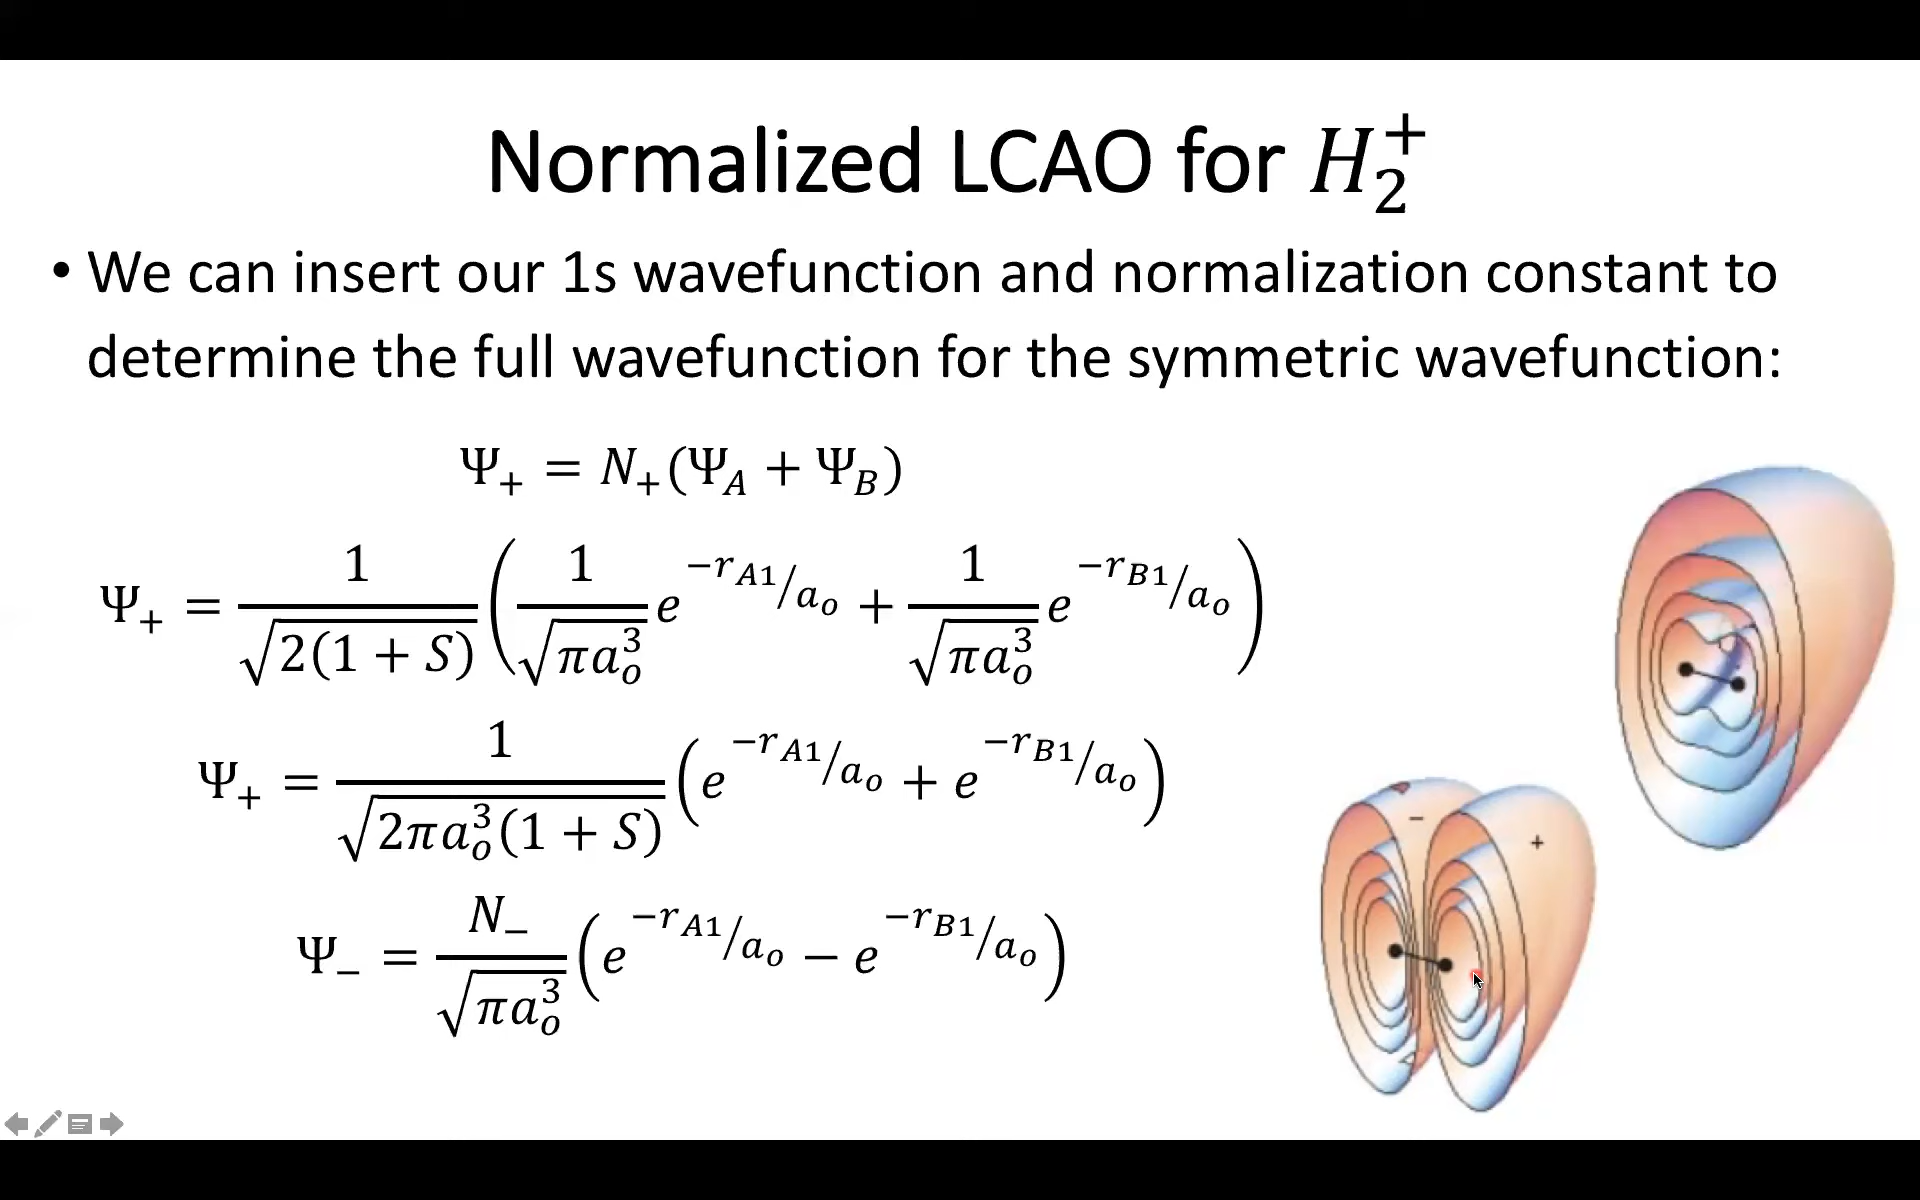 Normalized LCAO for H₂⁺
• We can insert our 1s wavefunction and normalization constant to
determine the full wavefunction for the symmetric wavefunction:
Ψ₊ = N₊(Ψ_A + Ψ_B)
Ψ₊ = 1/√(2(1 + S)) (1/√(πa_o³) e^(−r_A1/a_o) + 1/√(πa_o³) e^(−r_B1/a_o))
Ψ₊ = 1/√(2πa_o³(1 + S)) (e^(−r_A1/a_o) + e^(−r_B1/a_o))
− +
Ψ₋ = N₋/√(πa_o³) (e^(−r_A1/a_o) − e^(−r_B1/a_o))